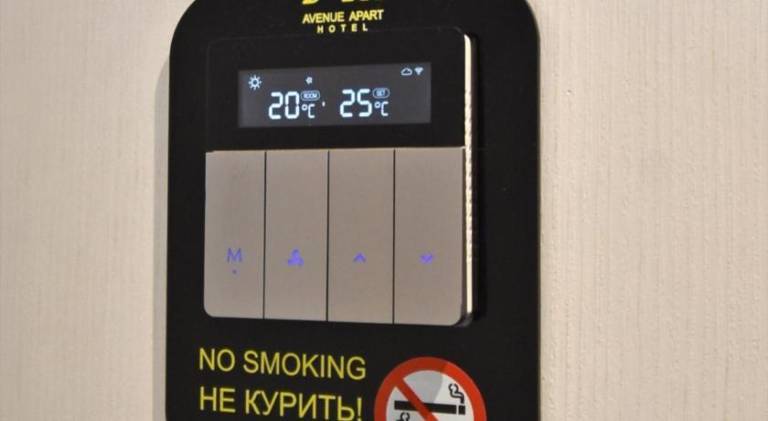 AVENUE APART
HOTEL
20°C ROOM 25°C SET
M
NO SMOKING
НЕ КУРИТЬ!